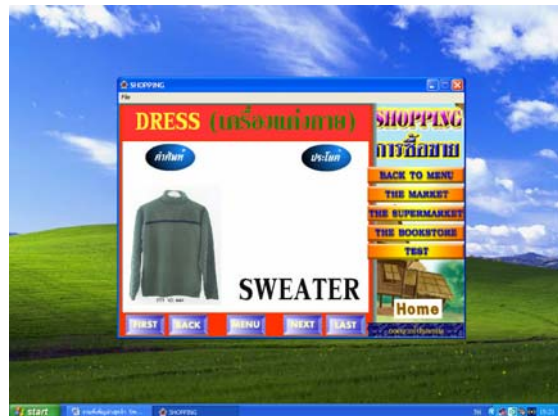 SHOPPING
File
DRESS (เครื่องแต่งกาย)
คำศัพท์
ประโยค
SWEATER
FIRST
BACK
MENU
NEXT
LAST
SHOPPING
การซื้อขาย
BACK TO MENU
THE MARKET
THE SUPERMARKET
THE BOOKSTORE
TEST
Home
start
SHOPPING
TH